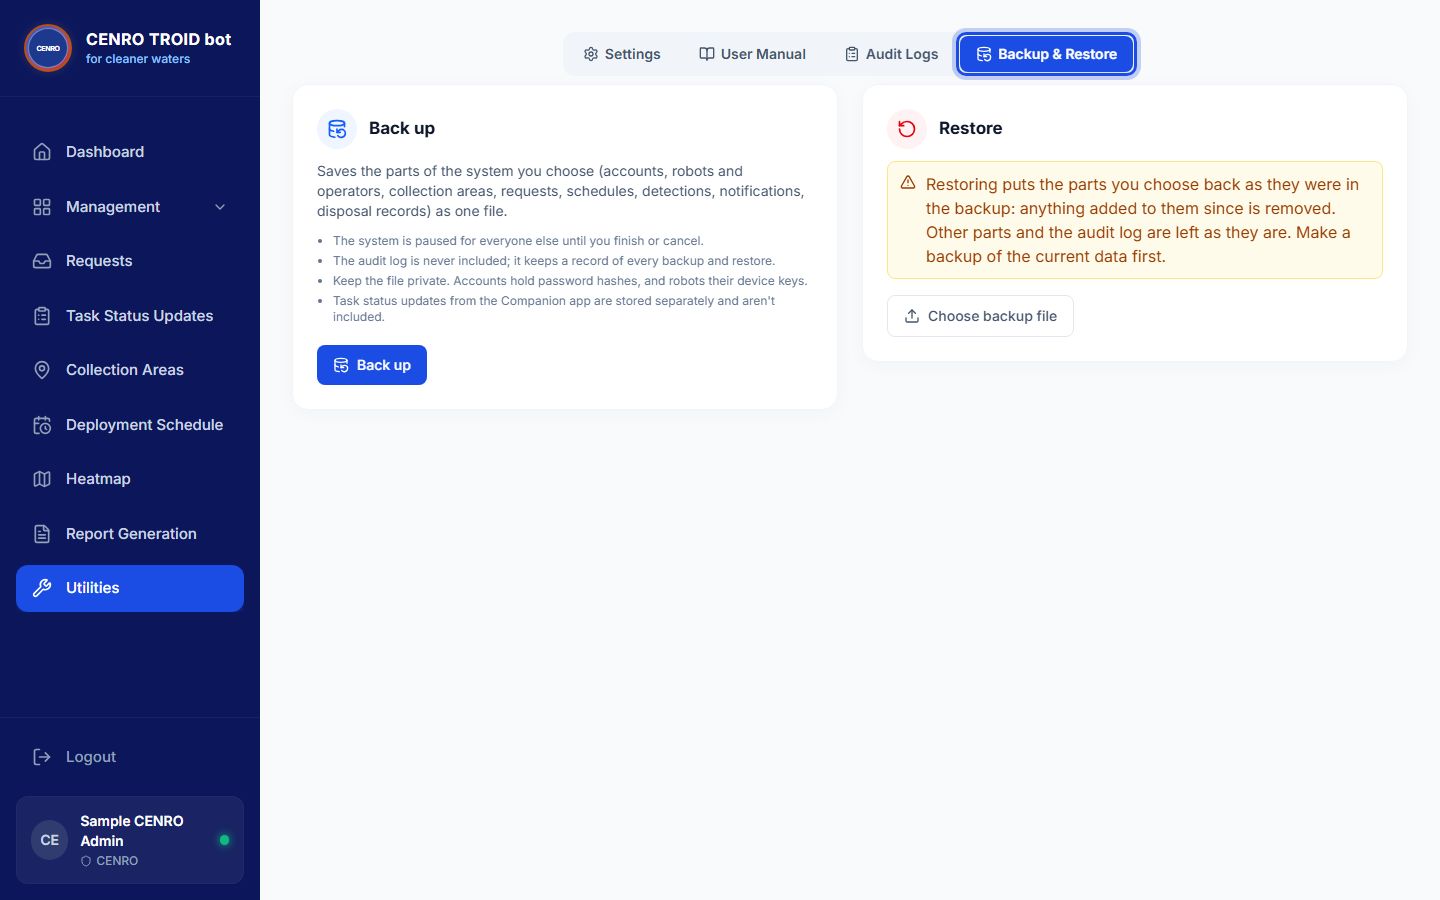 CENRO
CENRO TROID bot
for cleaner waters
Dashboard
Management
Requests
Task Status Updates
Collection Areas
Deployment Schedule
Heatmap
Report Generation
Utilities
Logout
CE
Sample CENRO
Admin
CENRO
Settings
User Manual
Audit Logs
Backup & Restore
Back up
Saves the parts of the system you choose (accounts, robots and
operators, collection areas, requests, schedules, detections, notifications,
disposal records) as one file.
• The system is paused for everyone else until you finish or cancel.
• The audit log is never included; it keeps a record of every backup and restore.
• Keep the file private. Accounts hold password hashes, and robots their device keys.
• Task status updates from the Companion app are stored separately and aren't
included.
Back up
Restore
Restoring puts the parts you choose back as they were in
the backup: anything added to them since is removed.
Other parts and the audit log are left as they are. Make a
backup of the current data first.
Choose backup file